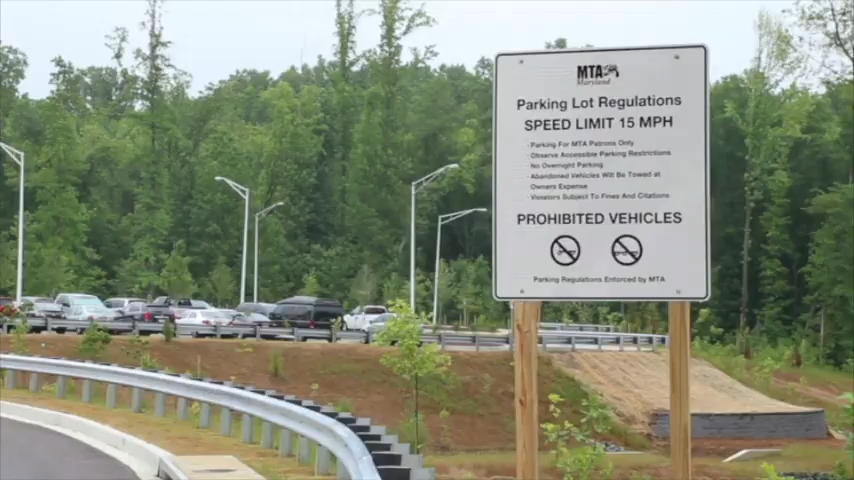 MTA
Maryland
Parking Lot Regulations
SPEED LIMIT 15 MPH
- Parking For MTA Patrons Only
- Observe Accessible Parking Restrictions
- No Overnight Parking
- Abandoned Vehicles Will Be Towed at
Owners Expense
- Violators Subject To Fines And Citations
PROHIBITED VEHICLES
Parking Regulations Enforced by MTA